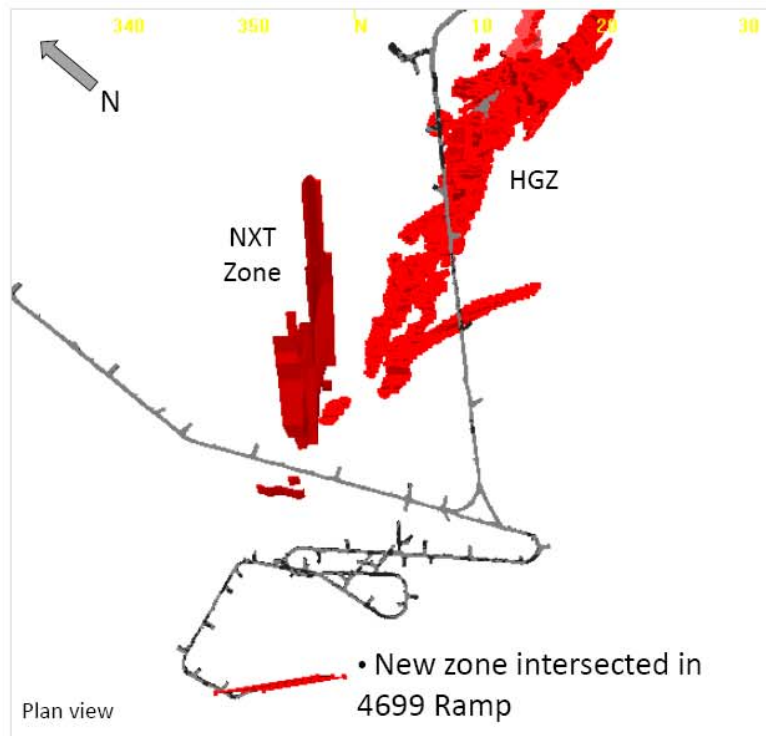 340 350 N 10 20 30
N
HGZ
NXT
Zone
• New zone intersected in
4699 Ramp
Plan view